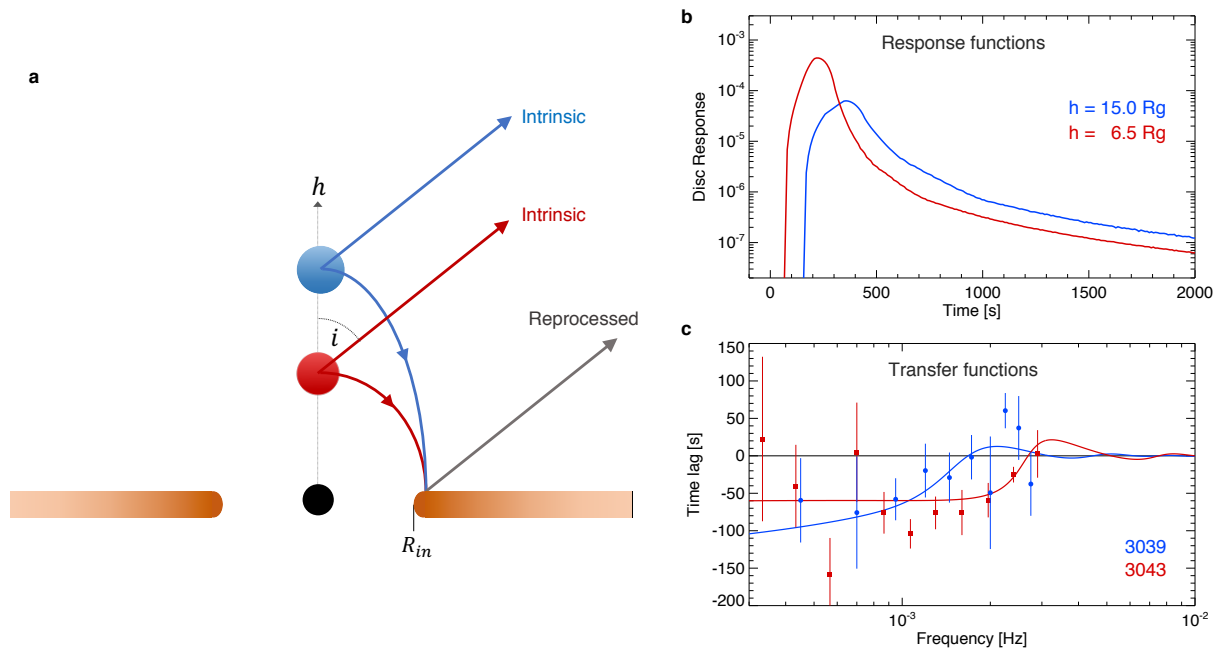 a
h
Intrinsic
Intrinsic
i
Reprocessed
R_in
b
Response functions
h = 15.0 Rg
h = 6.5 Rg
Disc Response
10⁻³
10⁻⁴
10⁻⁵
10⁻⁶
10⁻⁷
0 500 1000 1500 2000
Time [s]
c
Transfer functions
3039
3043
Time lag [s]
150
100
50
0
-50
-100
-150
-200
10⁻³ 10⁻²
Frequency [Hz]